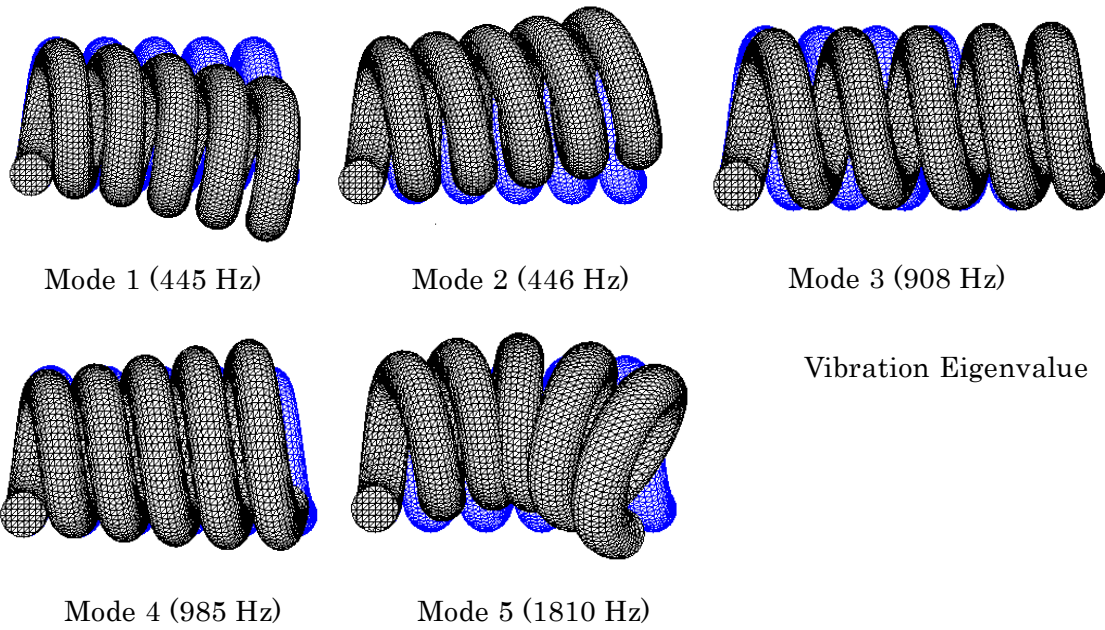 Mode 1 (445 Hz)
Mode 2 (446 Hz)
Mode 3 (908 Hz)
Vibration Eigenvalue
Mode 4 (985 Hz)
Mode 5 (1810 Hz)